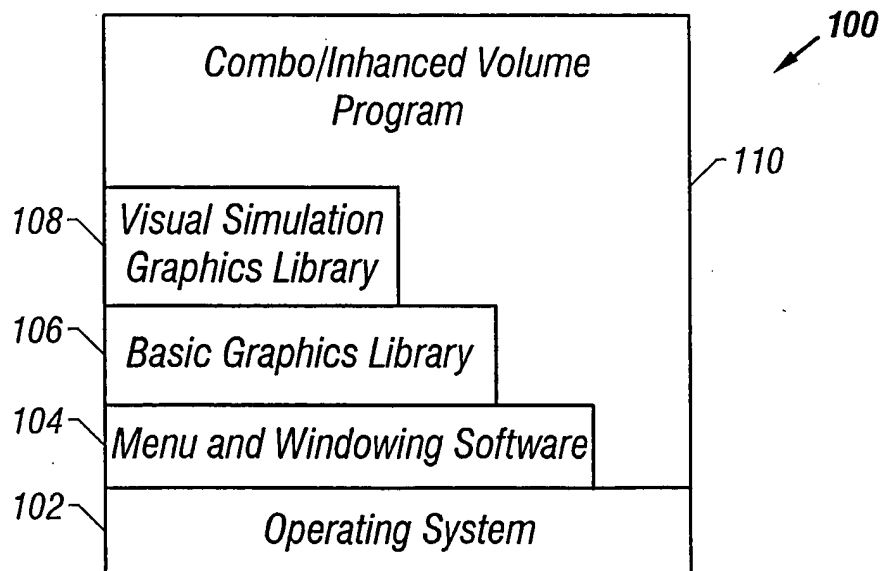 100
Combo/Inhanced Volume
Program
110
108
Visual Simulation
Graphics Library
106
Basic Graphics Library
104
Menu and Windowing Software
102
Operating System